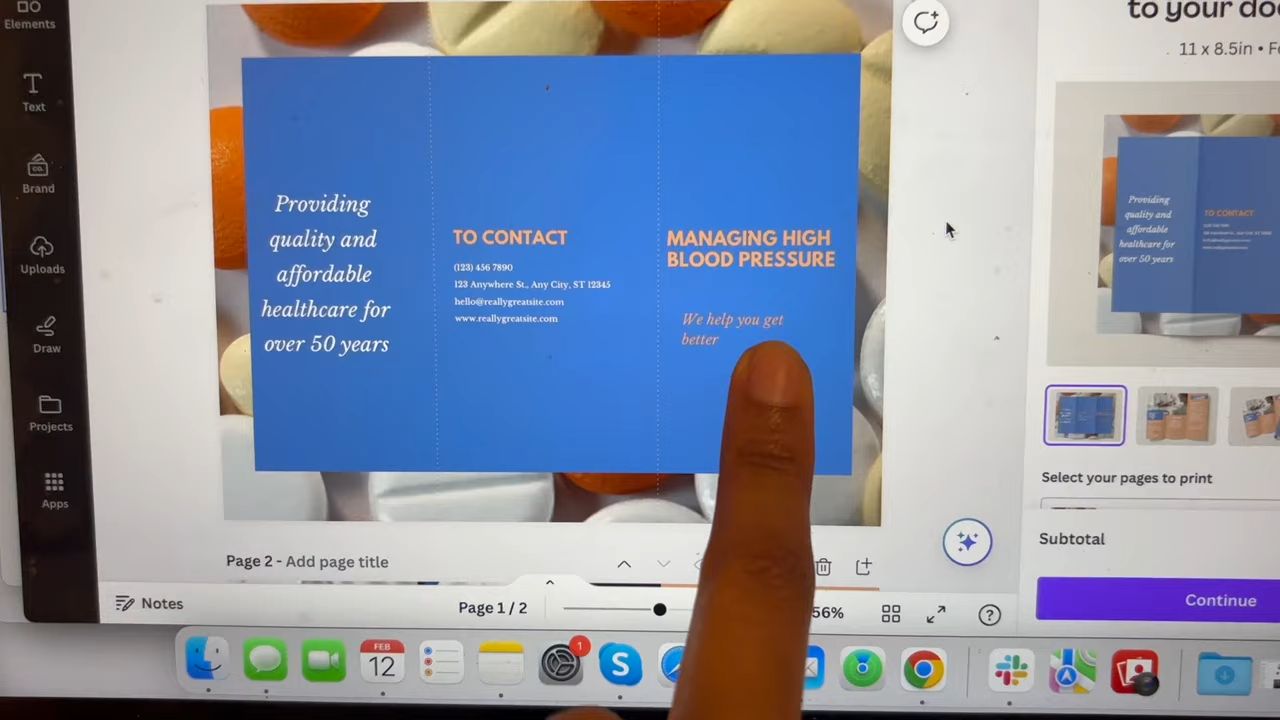 Elements
Text
Brand
Uploads
Draw
Projects
Apps
Providing
quality and
affordable
healthcare for
over 50 years
TO CONTACT
(123) 456 7890
123 Anywhere St., Any City, ST 12345
hello@reallygreatsite.com
www.reallygreatsite.com
MANAGING HIGH
BLOOD PRESSURE
We help you get
better
Page 2 - Add page title
Notes
Page 1 / 2
56%
to your
11 x 8.5in •
Providing
quality and
affordable
healthcare for
over 50 years
TO CONTACT
Select your pages to print
Subtotal
Continue
FEB
12
1
S